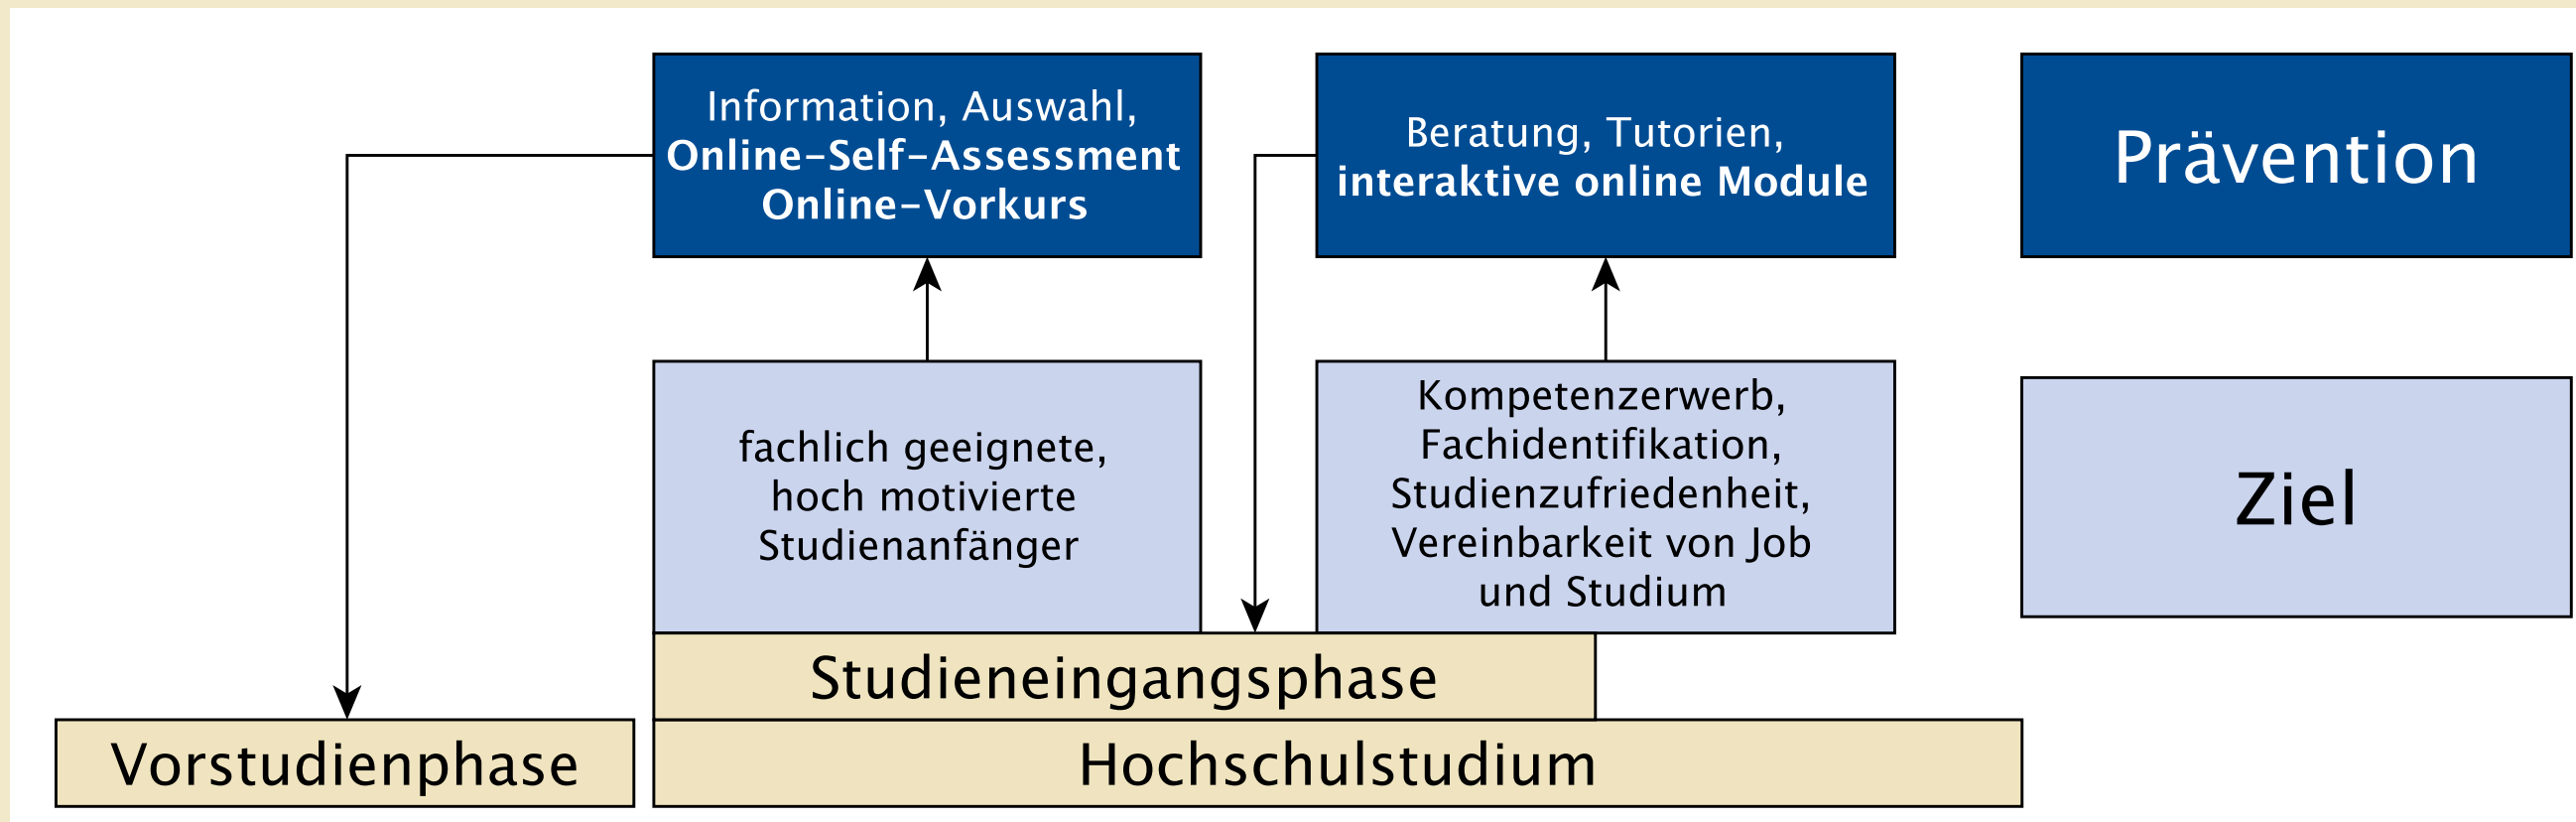 Information, Auswahl,
Online-Self-Assessment
Online-Vorkurs
Beratung, Tutorien,
interaktive online Module
Prävention
fachlich geeignete,
hoch motivierte
Studienanfänger
Kompetenzerwerb,
Fachidentifikation,
Studienzufriedenheit,
Vereinbarkeit von Job
und Studium
Ziel
Studieneingangsphase
Vorstudienphase
Hochschulstudium